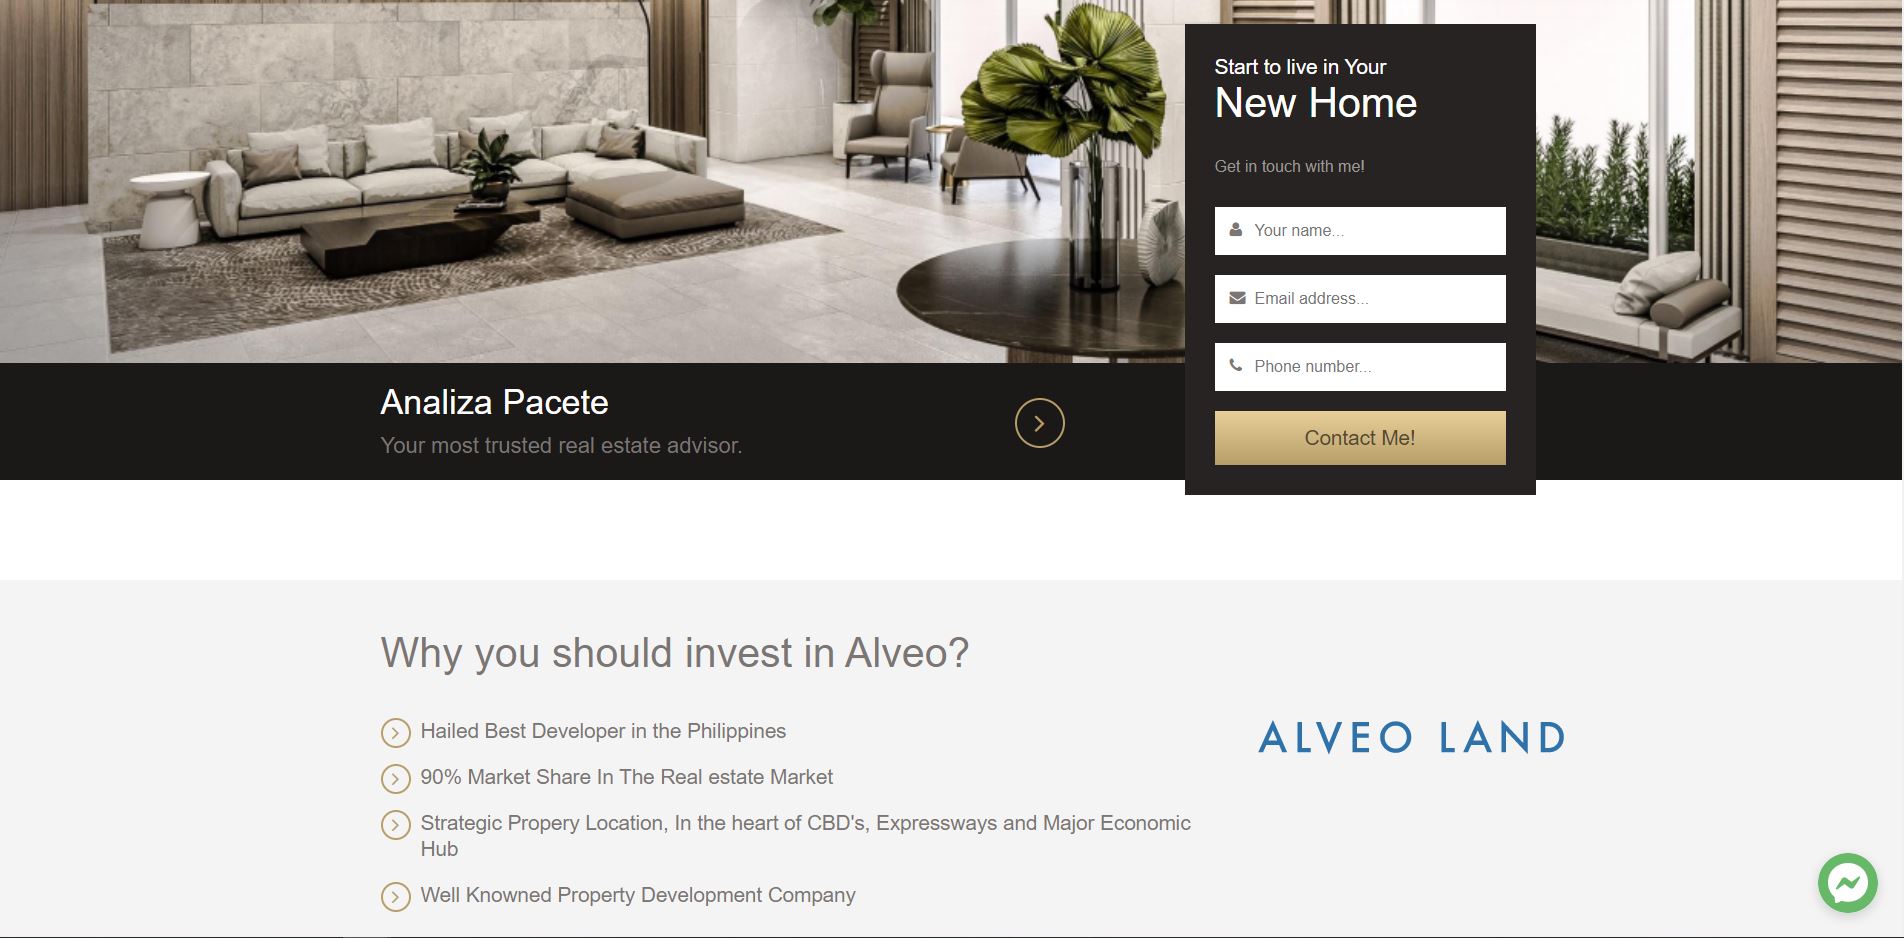 Start to live in Your
New Home
Get in touch with me!
Your name...
Email address...
Phone number...
Contact Me!
Analiza Pacete
Your most trusted real estate advisor.
Why you should invest in Alveo?
Hailed Best Developer in the Philippines
90% Market Share In The Real estate Market
Strategic Propery Location, In the heart of CBD's, Expressways and Major Economic
Hub
Well Knowned Property Development Company
ALVEO LAND